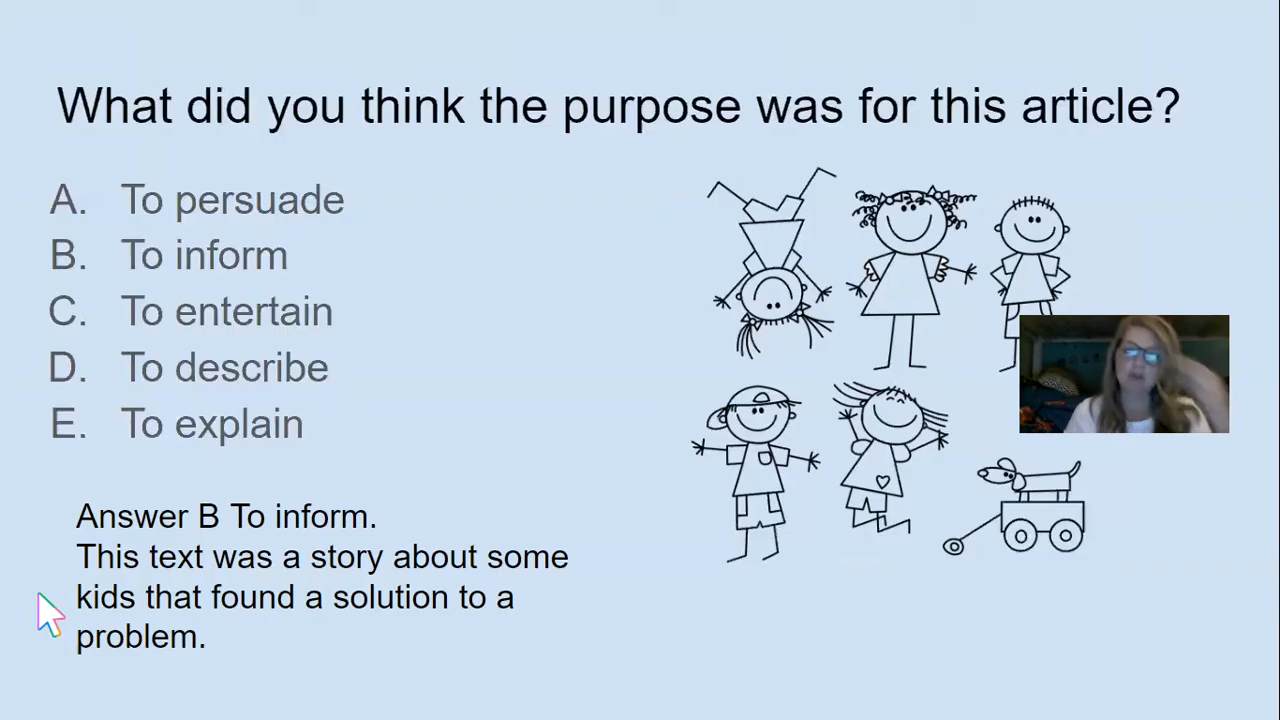 What did you think the purpose was for this article?
A. To persuade
B. To inform
C. To entertain
D. To describe
E. To explain
Answer B To inform.
This text was a story about some
kids that found a solution to a
problem.